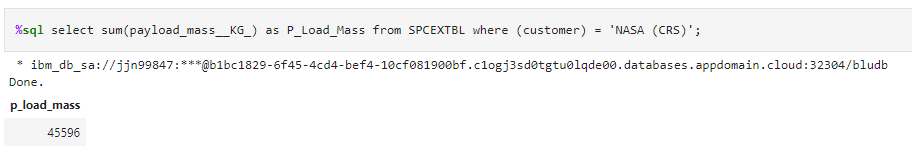 %sql select sum(payload_mass__KG_) as P_Load_Mass from SPCEXTBL where (customer) = 'NASA (CRS)';
* ibm_db_sa://jjn99847:***@b1bc1829-6f45-4cd4-bef4-10cf081900bf.c1ogj3sd0tgtu0lqde00.databases.appdomain.cloud:32304/bludb
Done.
p_load_mass
45596